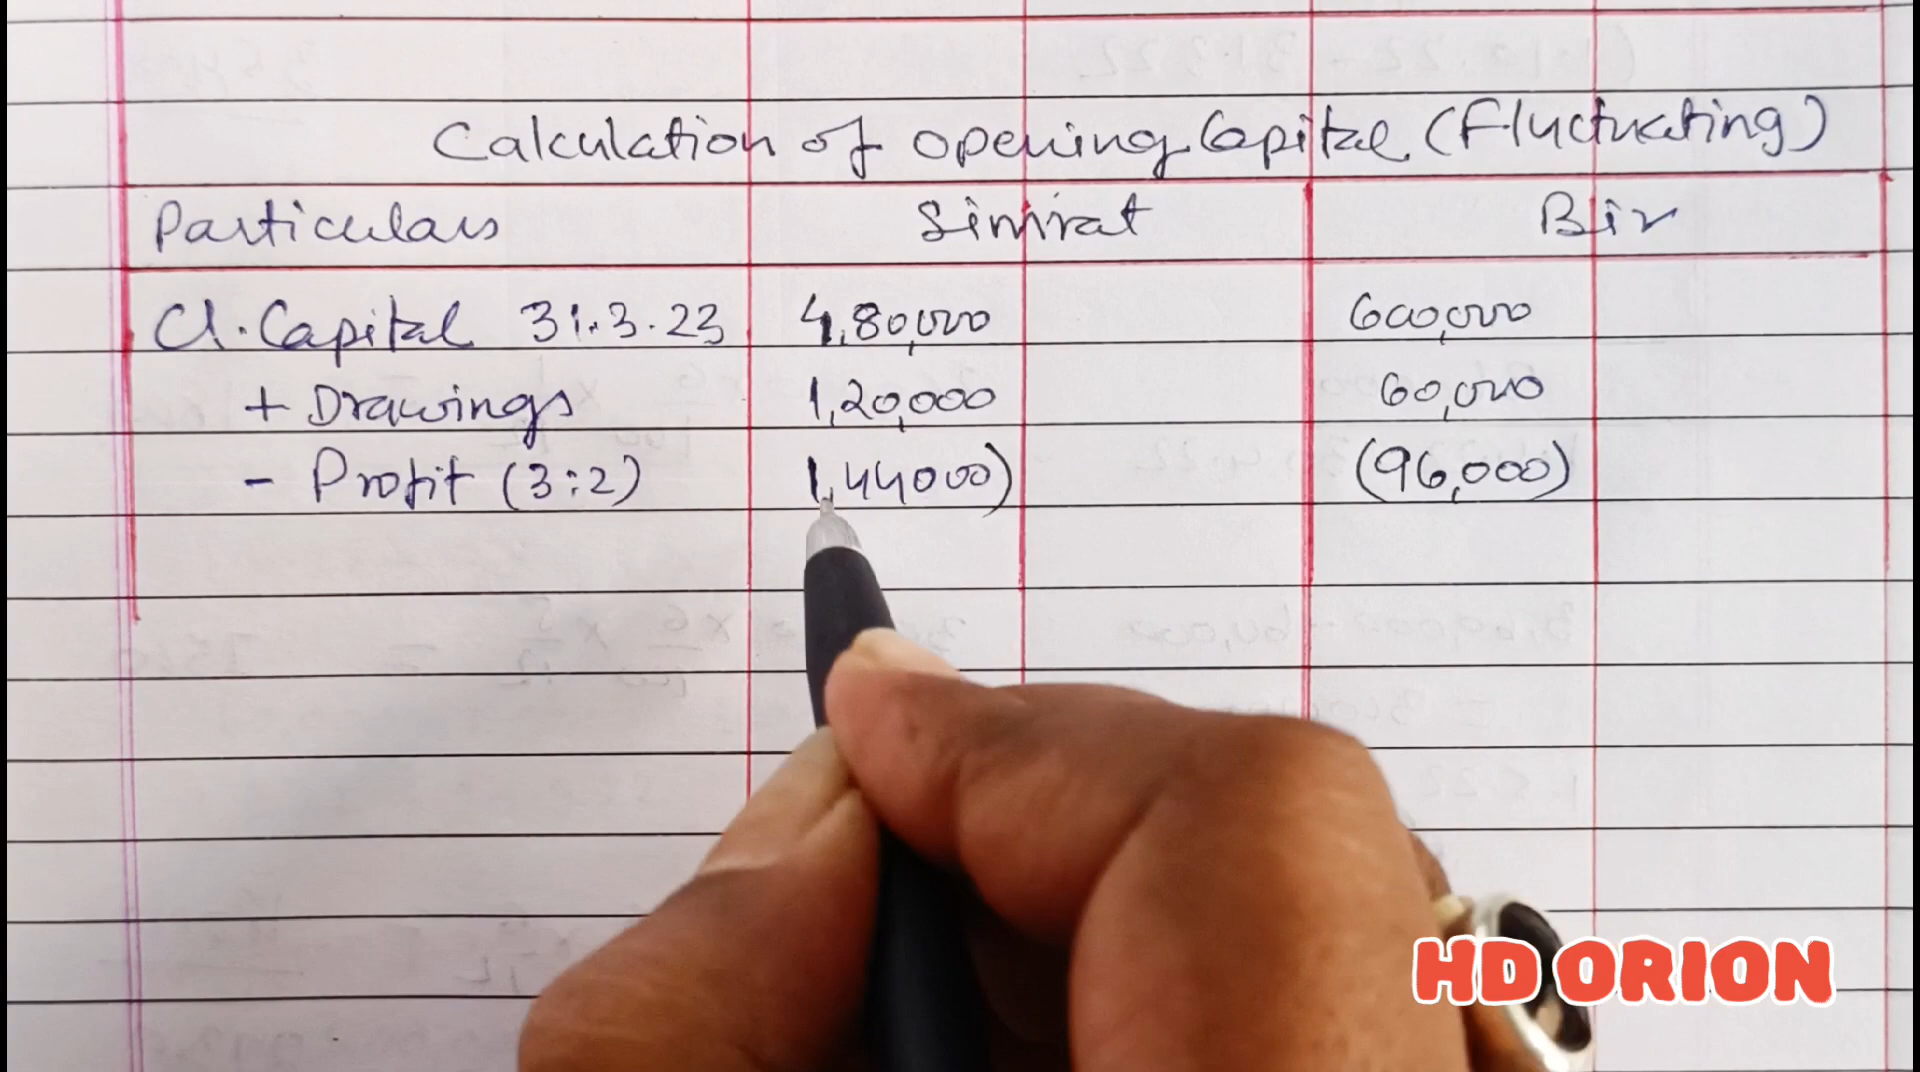 Calculation of opening Capital (Fluctuating)
Particulars Simrat Bir
Cl. Capital 31.3.23 4,80,000 600,000
+ Drawings 1,20,000 60,000
- Profit (3:2) 1,44000) (96,000)
HD ORION